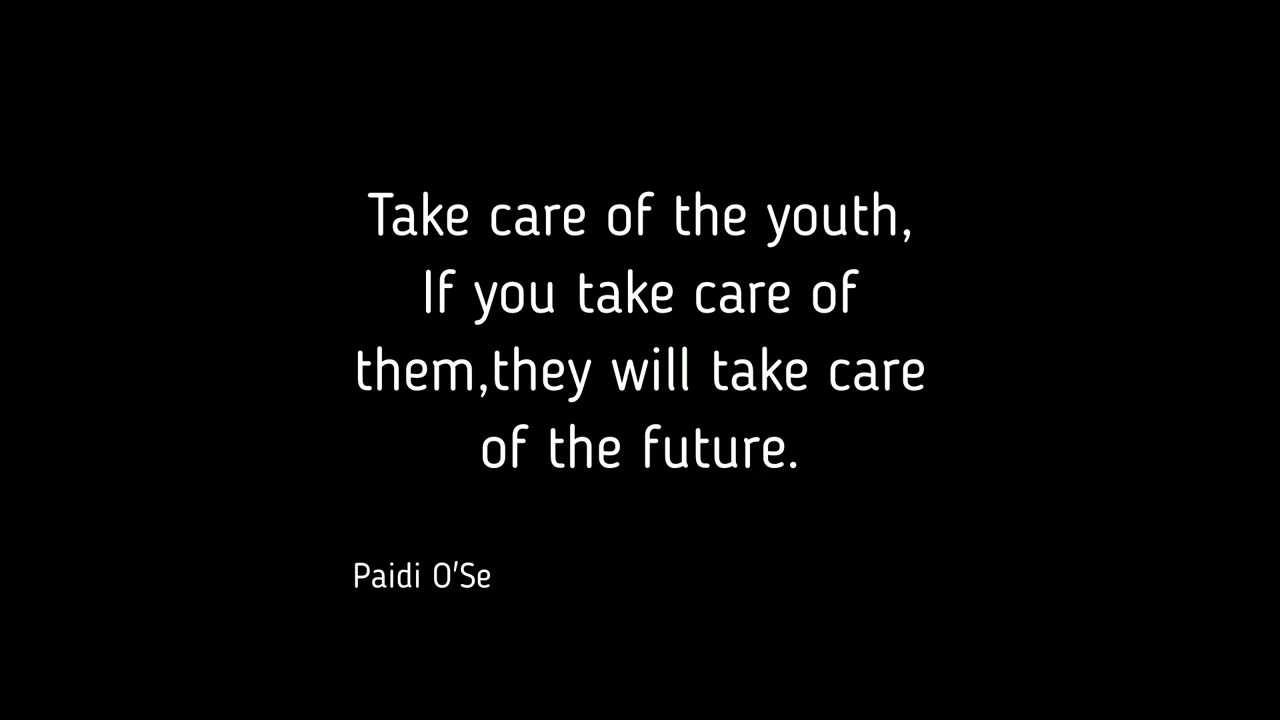 Take care of the youth,
If you take care of
them,they will take care
of the future.
Paidi O'Se